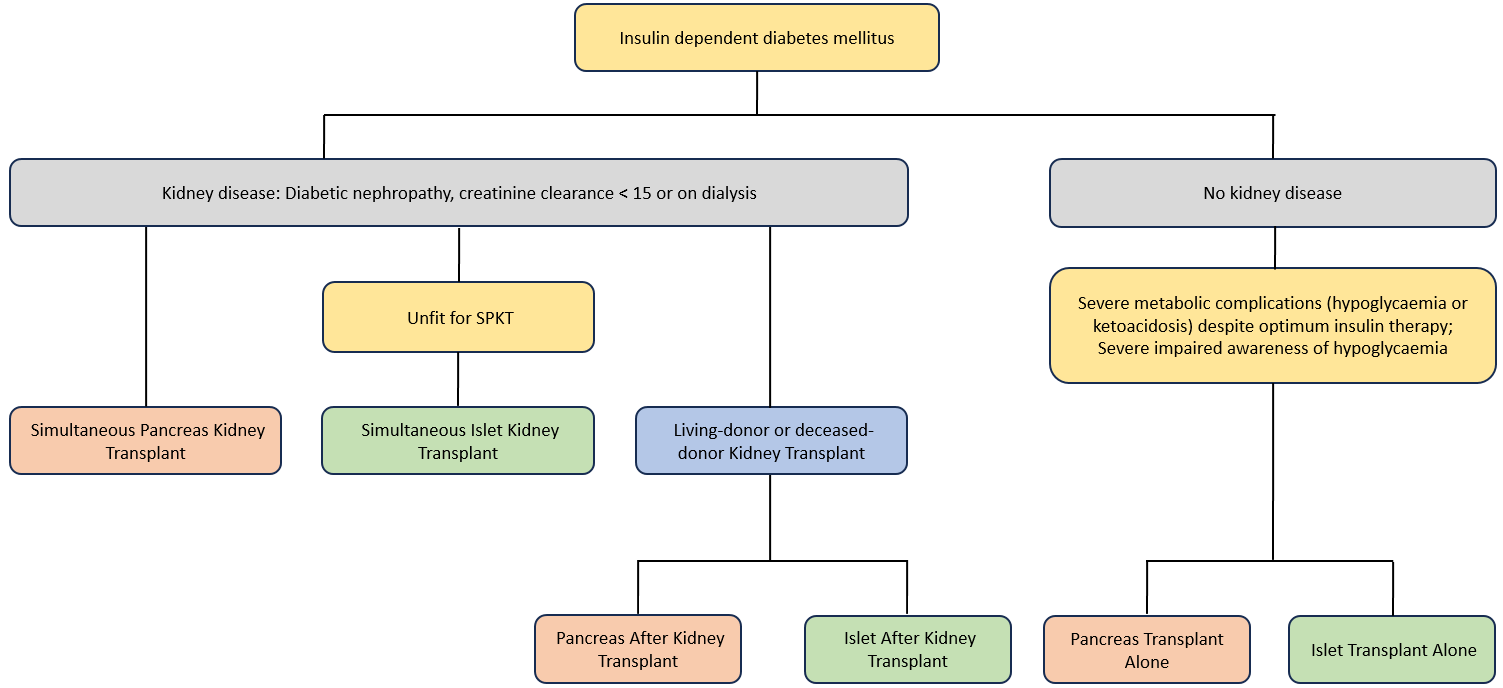 Insulin dependent diabetes mellitus
Kidney disease: Diabetic nephropathy, creatinine clearance < 15 or on dialysis
No kidney disease
Unfit for SPKT
Severe metabolic complications (hypoglycaemia or
ketoacidosis) despite optimum insulin therapy;
Severe impaired awareness of hypoglycaemia
Simultaneous Pancreas Kidney
Transplant
Simultaneous Islet Kidney
Transplant
Living-donor or deceased-
donor Kidney Transplant
Pancreas After Kidney
Transplant
Islet After Kidney
Transplant
Pancreas Transplant
Alone
Islet Transplant Alone